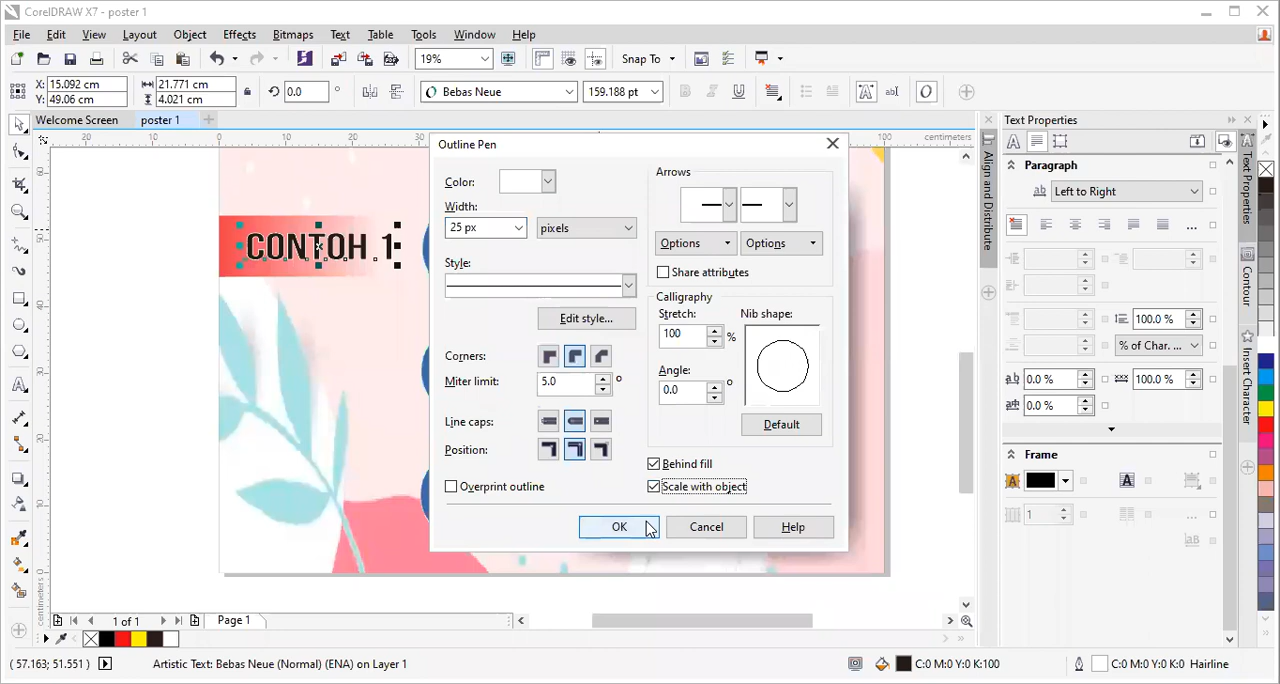 CorelDRAW X7 - poster 1
File Edit View Layout Object Effects Bitmaps Text Table Tools Window Help
19% Snap To
X: 15.092 cm 21.771 cm 0.0 ° Bebas Neue 159.188 pt
Y: 49.06 cm 4.021 cm
Welcome Screen poster 1
20 10 0 10 20 30 100 centimeters
CONTOH 1
Outline Pen
Color:
Width:
25 px pixels
Style:
Edit style...
Corners:
Miter limit: 5.0 °
Line caps:
Position:
Overprint outline
Arrows
Options Options
Share attributes
Calligraphy
Stretch: Nib shape:
100 %
Angle:
0.0 °
Default
Behind fill
Scale with object
OK Cancel Help
Text Properties
Paragraph
Left to Right
100.0 %
% of Char. ...
0.0 % 100.0 %
0.0 %
Frame
1
Align and Distribute
Text Properties
Contour
Insert Character
1 of 1 Page 1
( 57.163; 51.551 ) Artistic Text: Bebas Neue (Normal) (ENA) on Layer 1 C:0 M:0 Y:0 K:100 C:0 M:0 Y:0 K:0 Hairline